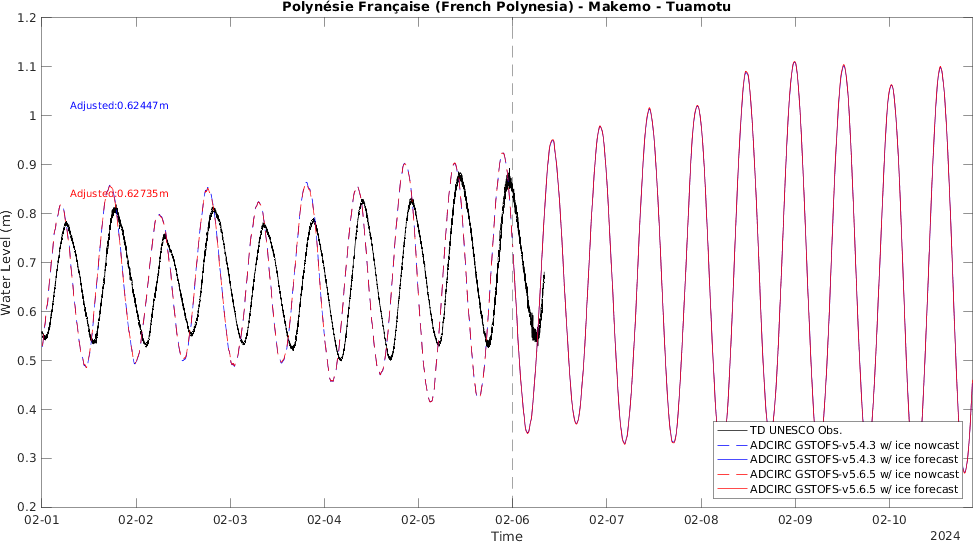 Polynésie Française (French Polynesia) - Makemo - Tuamotu
1.2
1.1
1
0.9
0.8
0.7
0.6
0.5
0.4
0.3
0.2
Water Level (m)
Adjusted:0.62447m
Adjusted:0.62735m
TD UNESCO Obs.
ADCIRC GSTOFS-v5.4.3 w/ ice nowcast
ADCIRC GSTOFS-v5.4.3 w/ ice forecast
ADCIRC GSTOFS-v5.6.5 w/ ice nowcast
ADCIRC GSTOFS-v5.6.5 w/ ice forecast
02-01 02-02 02-03 02-04 02-05 02-06 02-07 02-08 02-09 02-10
Time
2024